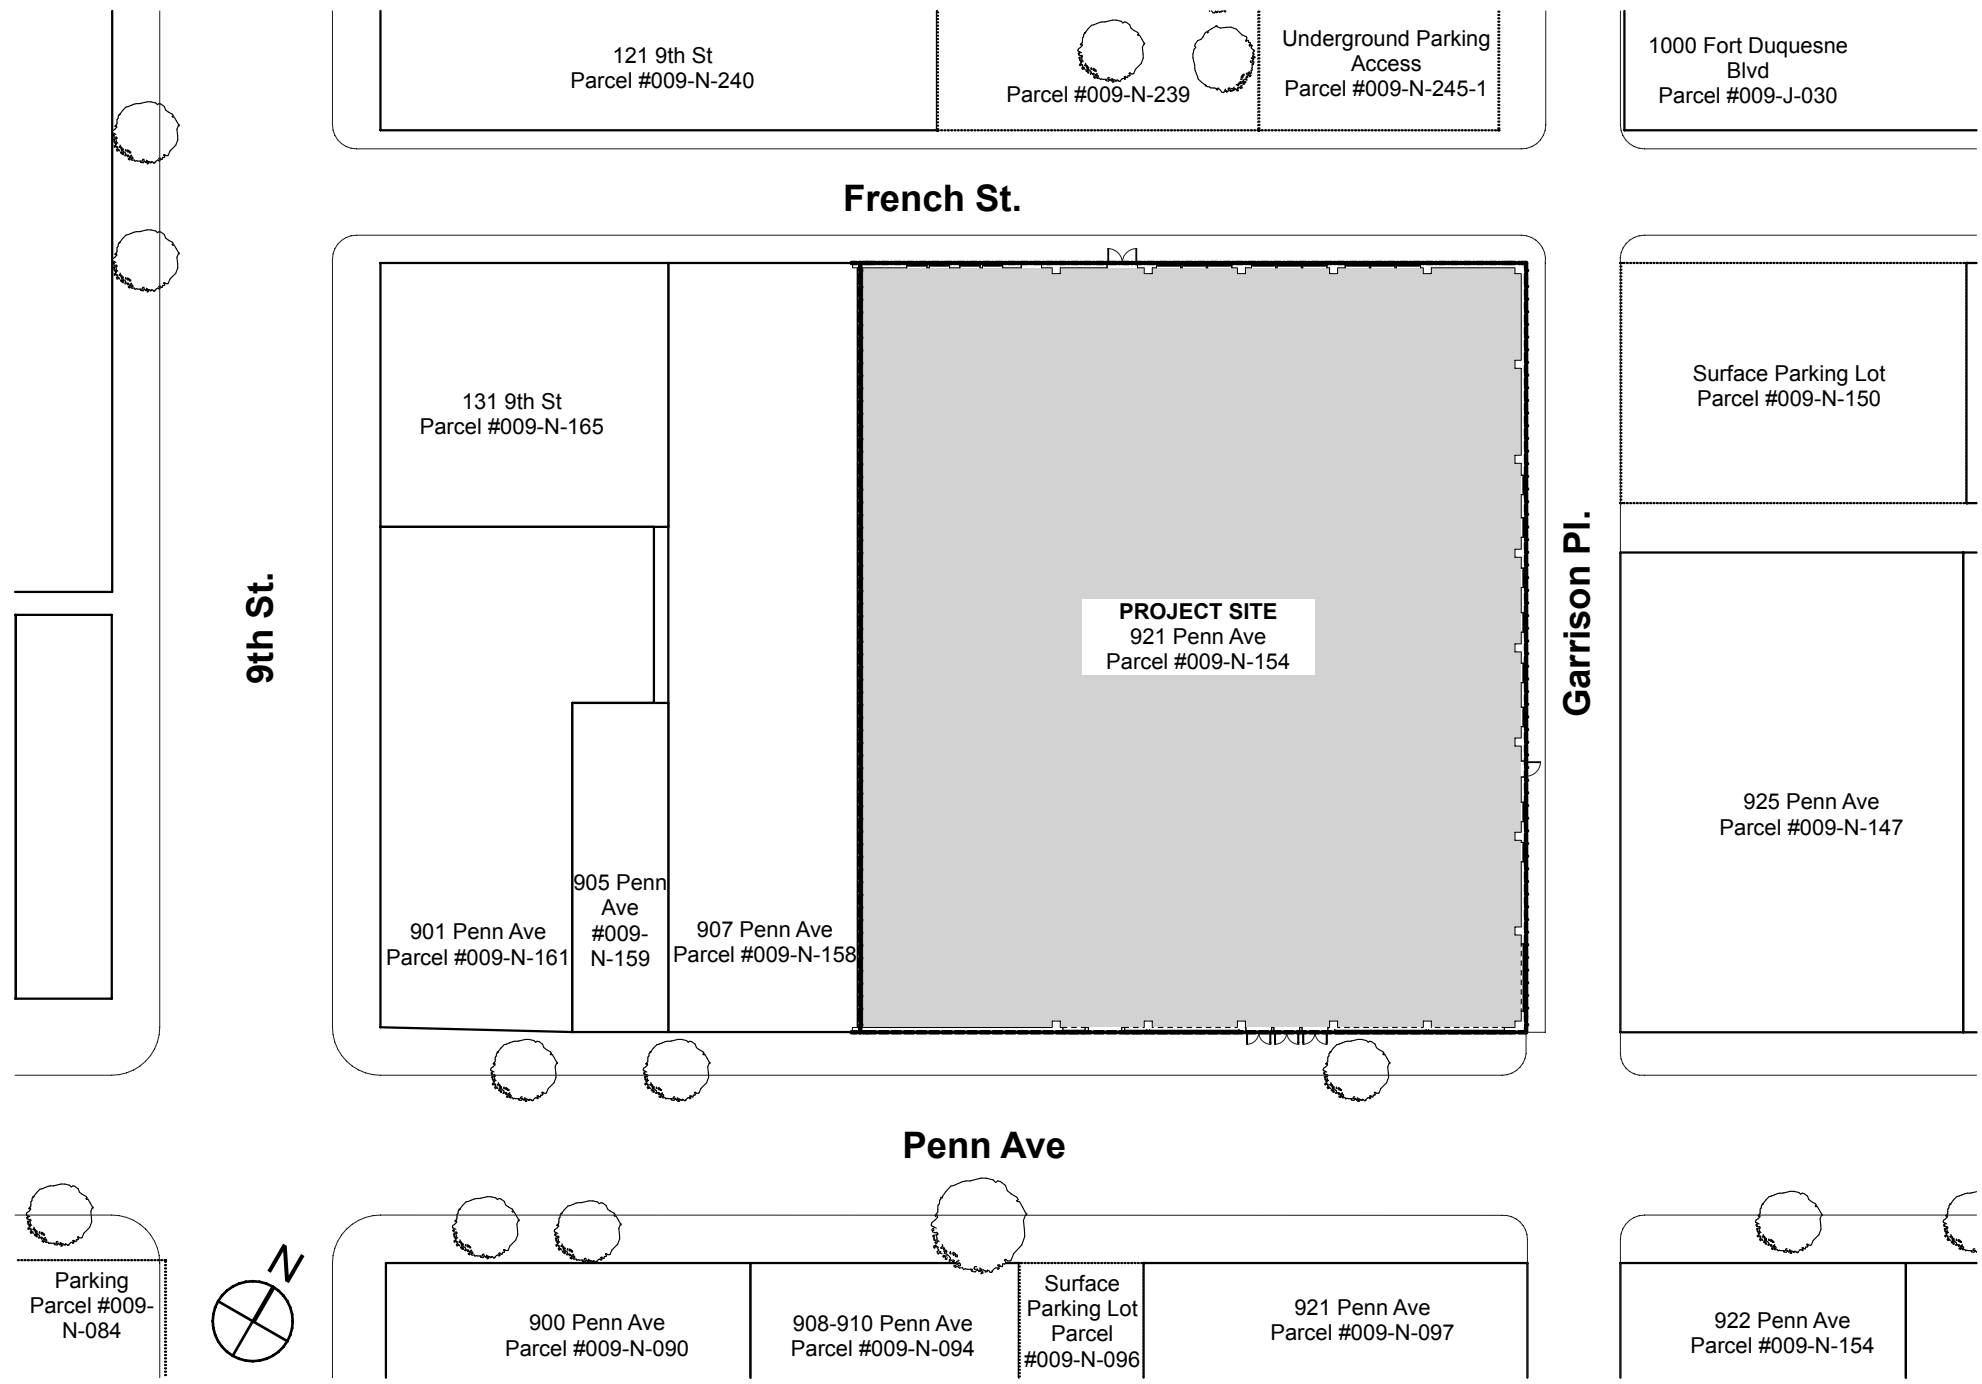 121 9th St
Parcel #009-N-240
Parcel #009-N-239
Underground Parking
Access
Parcel #009-N-245-1
1000 Fort Duquesne
Blvd
Parcel #009-J-030
French St.
131 9th St
Parcel #009-N-165
Surface Parking Lot
Parcel #009-N-150
9th St.
PROJECT SITE
921 Penn Ave
Parcel #009-N-154
Garrison Pl.
925 Penn Ave
Parcel #009-N-147
901 Penn Ave
Parcel #009-N-161
905 Penn
Ave
#009-
N-159
907 Penn Ave
Parcel #009-N-158
Penn Ave
N
Parking
Parcel #009-
N-084
900 Penn Ave
Parcel #009-N-090
908-910 Penn Ave
Parcel #009-N-094
Surface
Parking Lot
Parcel
#009-N-096
921 Penn Ave
Parcel #009-N-097
922 Penn Ave
Parcel #009-N-154